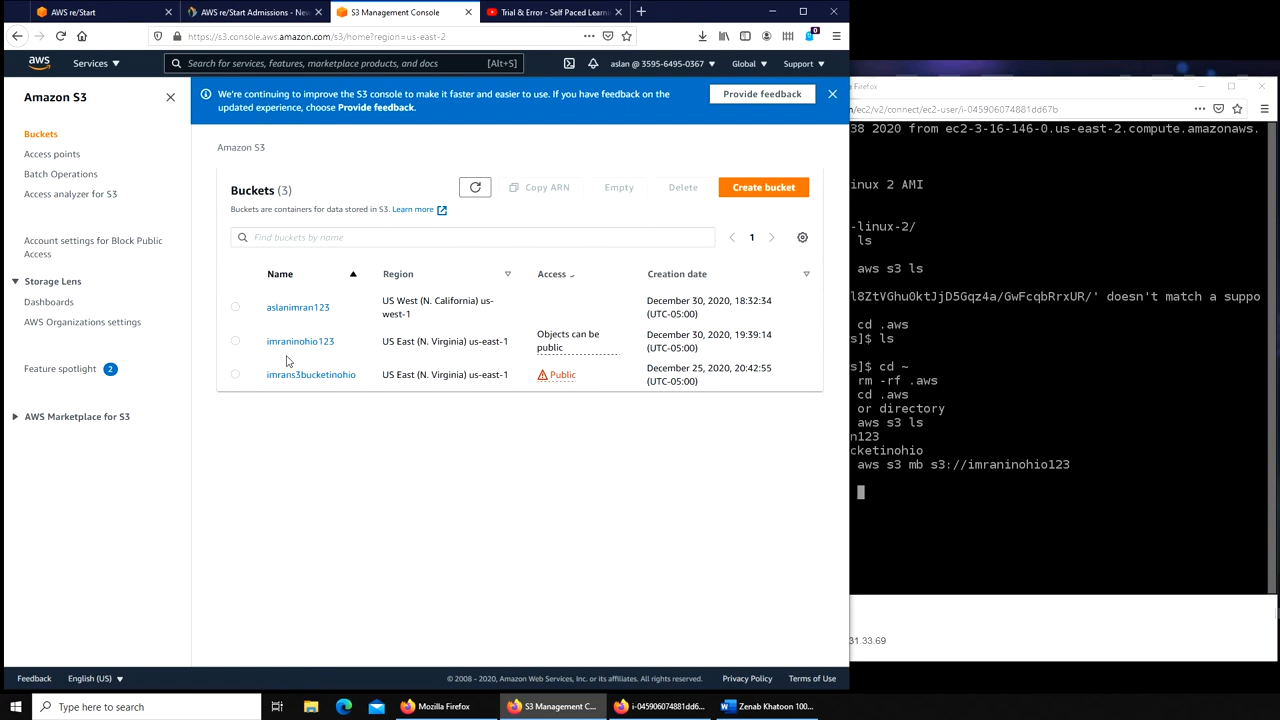 AWS re/Start
AWS re/Start Admissions - New
S3 Management Console
Trial & Error - Self Paced Learni
https://s3.console.aws.amazon.com/s3/home?region=us-east-2
aws
Services
Search for services, features, marketplace products, and docs
[Alt+S]
aslan @ 3595-6495-0367
Global
Support
Amazon S3
Buckets
Access points
Batch Operations
Access analyzer for S3
Account settings for Block Public
Access
Storage Lens
Dashboards
AWS Organizations settings
Feature spotlight
2
AWS Marketplace for S3
We're continuing to improve the S3 console to make it faster and easier to use. If you have feedback on the
updated experience, choose Provide feedback.
Provide feedback
Amazon S3
Buckets (3)
Copy ARN
Empty
Delete
Create bucket
Buckets are containers for data stored in S3. Learn more
Find buckets by name
1
Name
Region
Access
Creation date
aslanimran123
US West (N. California) us-
west-1
December 30, 2020, 18:32:34
(UTC-05:00)
imraninohio123
US East (N. Virginia) us-east-1
Objects can be
public
December 30, 2020, 19:39:14
(UTC-05:00)
imrans3bucketinohio
US East (N. Virginia) us-east-1
Public
December 25, 2020, 20:42:55
(UTC-05:00)
Feedback
English (US)
© 2008 - 2020, Amazon Web Services, Inc. or its affiliates. All rights reserved.
Privacy Policy
Terms of Use
Firefox
/ec2/v2/connect/ec2-user/i-045906074881dd67b
38 2020 from ec2-3-16-146-0.us-east-2.compute.amazonaws.
inux 2 AMI
-linux-2/
ls
aws s3 ls
l8ZtVGhu0ktJjD5Gqz4a/GwFcqbRrxUR/' doesn't match a suppo
cd .aws
s]$ ls
s]$ cd ~
rm -rf .aws
cd .aws
or directory
aws s3 ls
n123
cketinohio
aws s3 mb s3://imraninohio123
31.33.69
Type here to search
Mozilla Firefox
S3 Management C...
i-045906074881dd6...
Zenab Khatoon 100...